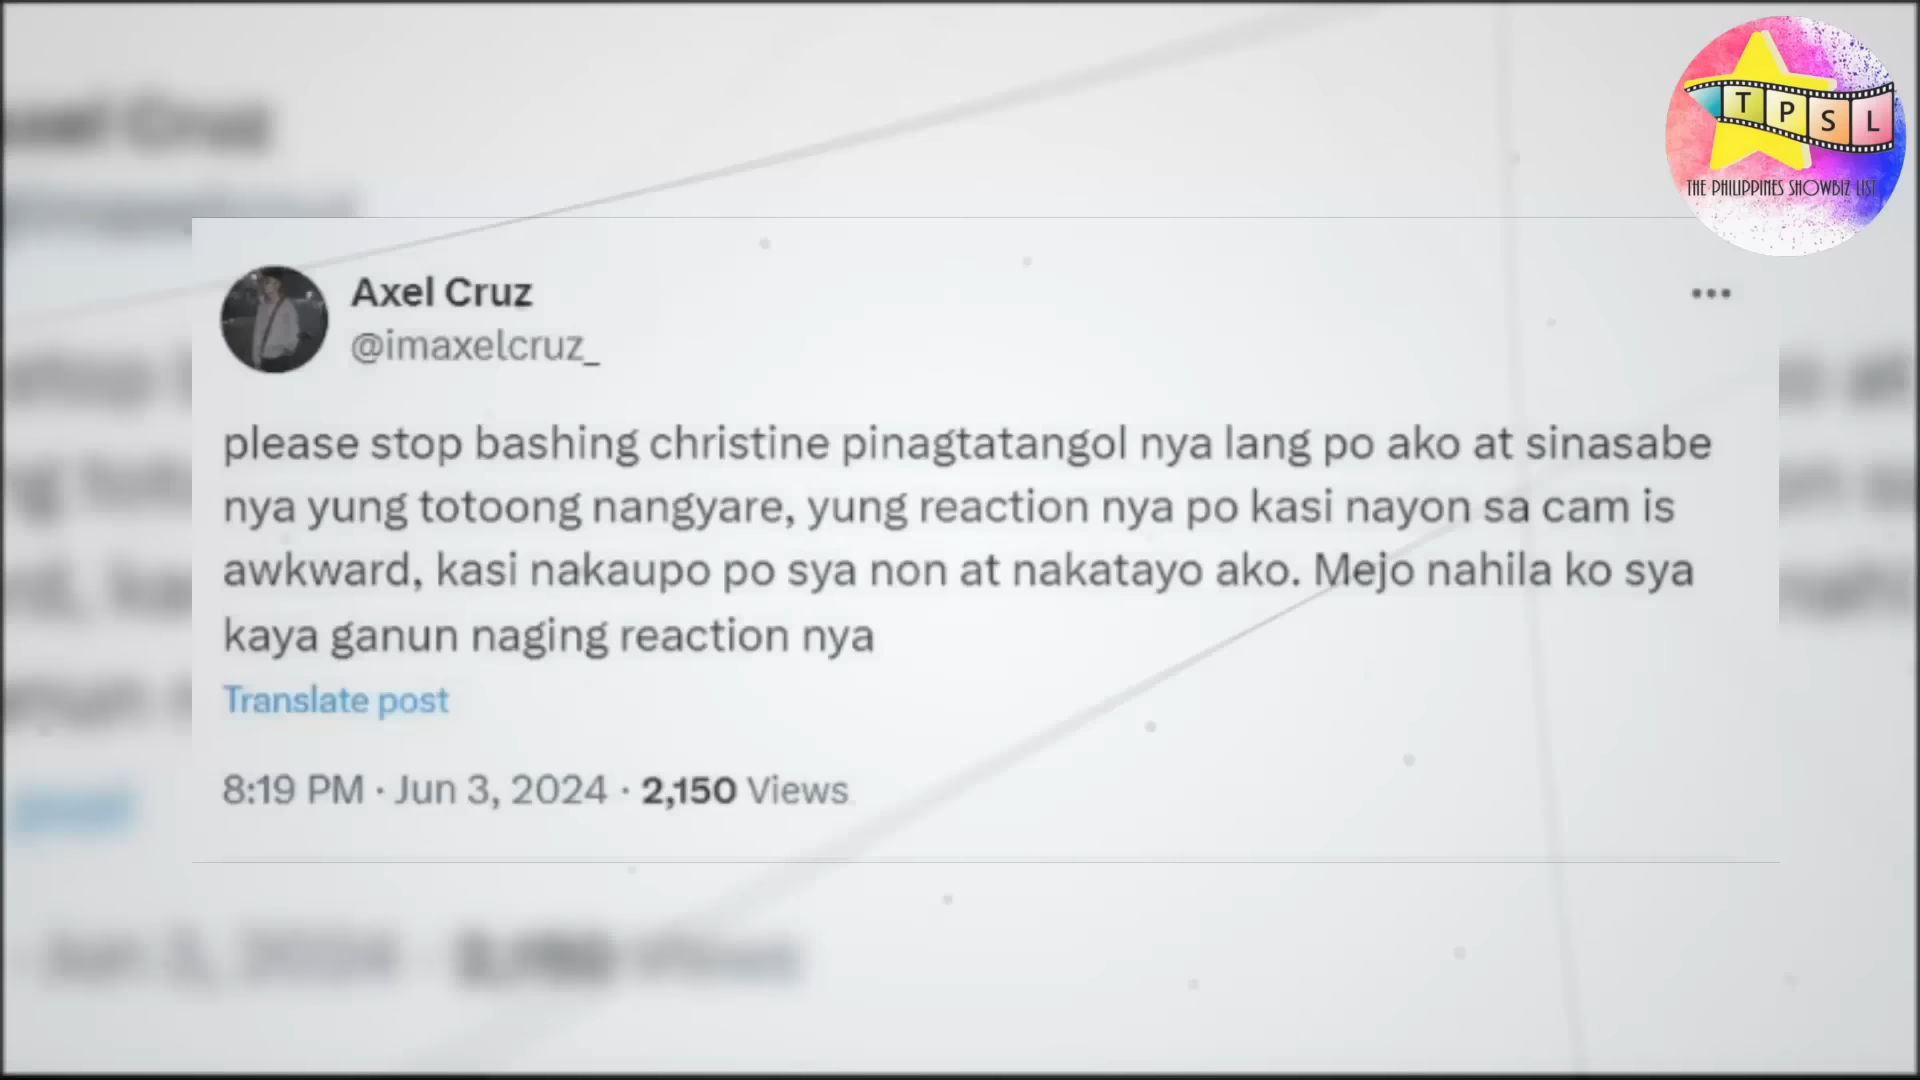 T P S L
THE PHILIPPINES SHOWBIZ LIST
Axel Cruz
@imaxelcruz_
please stop bashing christine pinagtatangol nya lang po ako at sinasabe
nya yung totoong nangyare, yung reaction nya po kasi nayon sa cam is
awkward, kasi nakaupo po sya non at nakatayo ako. Mejo nahila ko sya
kaya ganun naging reaction nya
Translate post
8:19 PM · Jun 3, 2024 · 2,150 Views